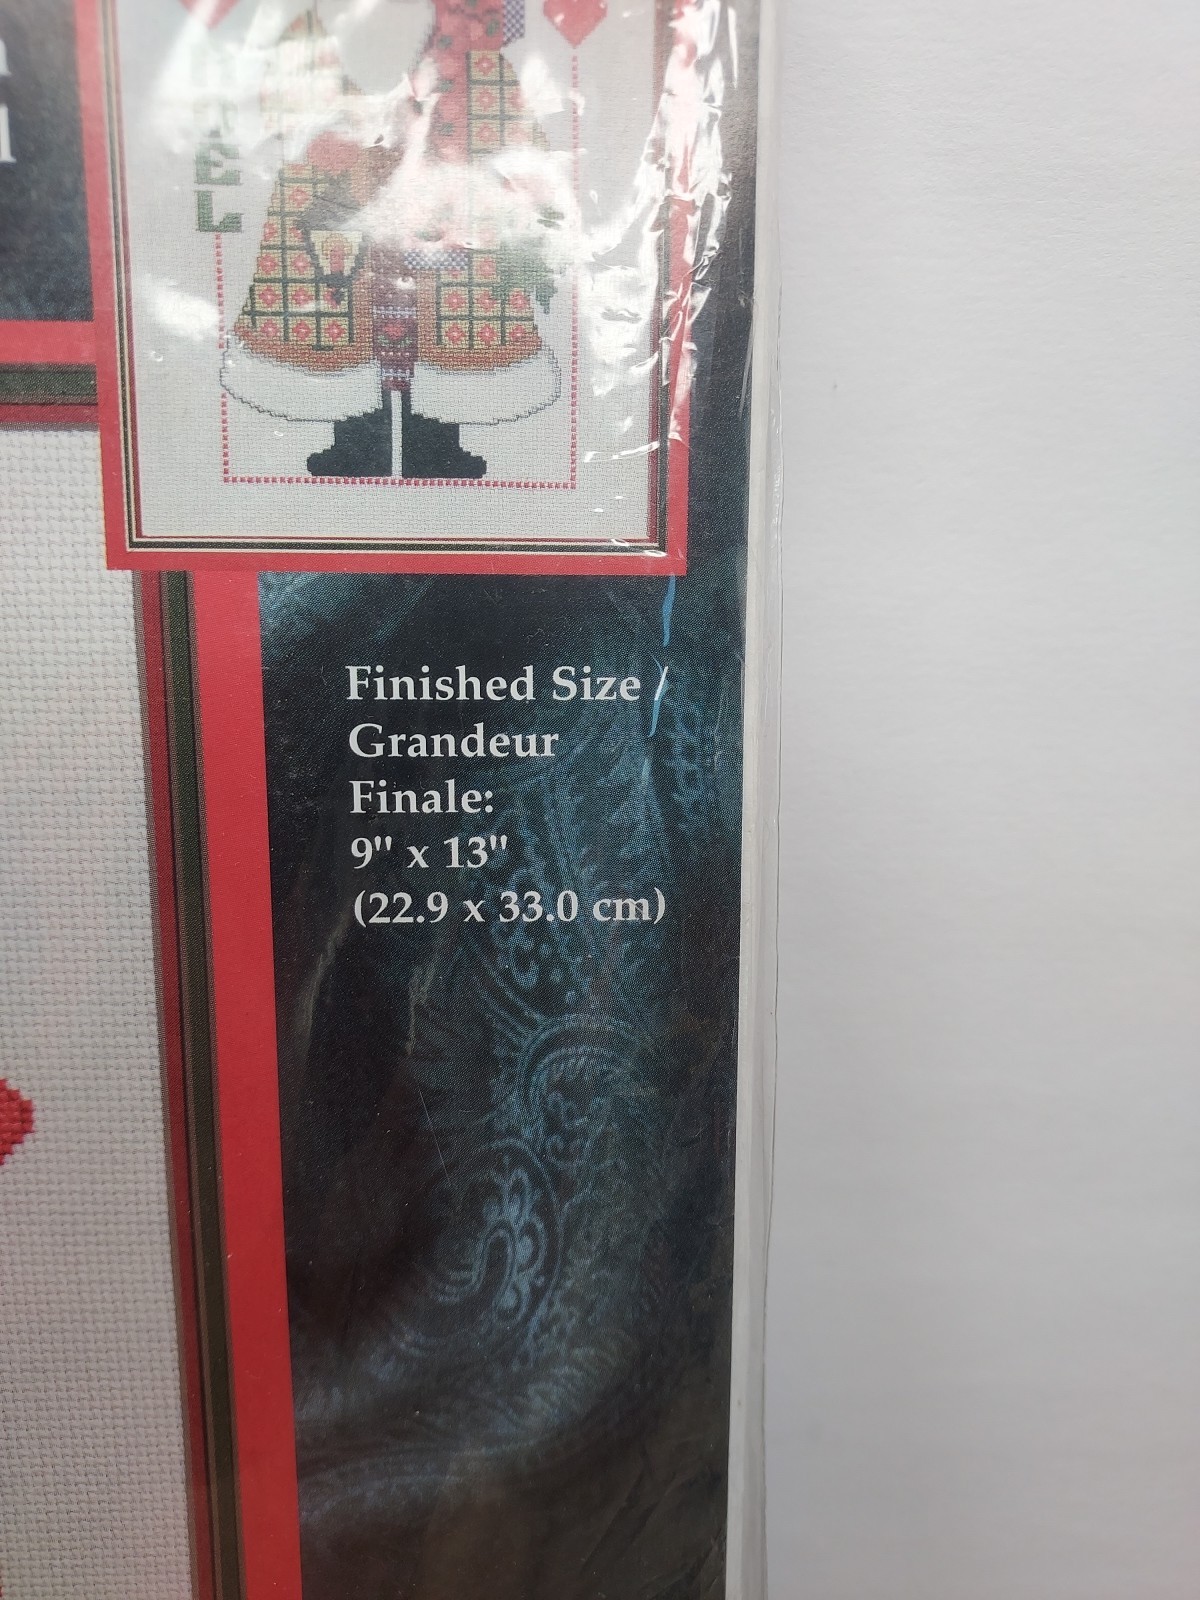 E
L
Finished Size /
Grandeur
Finale:
9" x 13"
(22.9 x 33.0 cm)